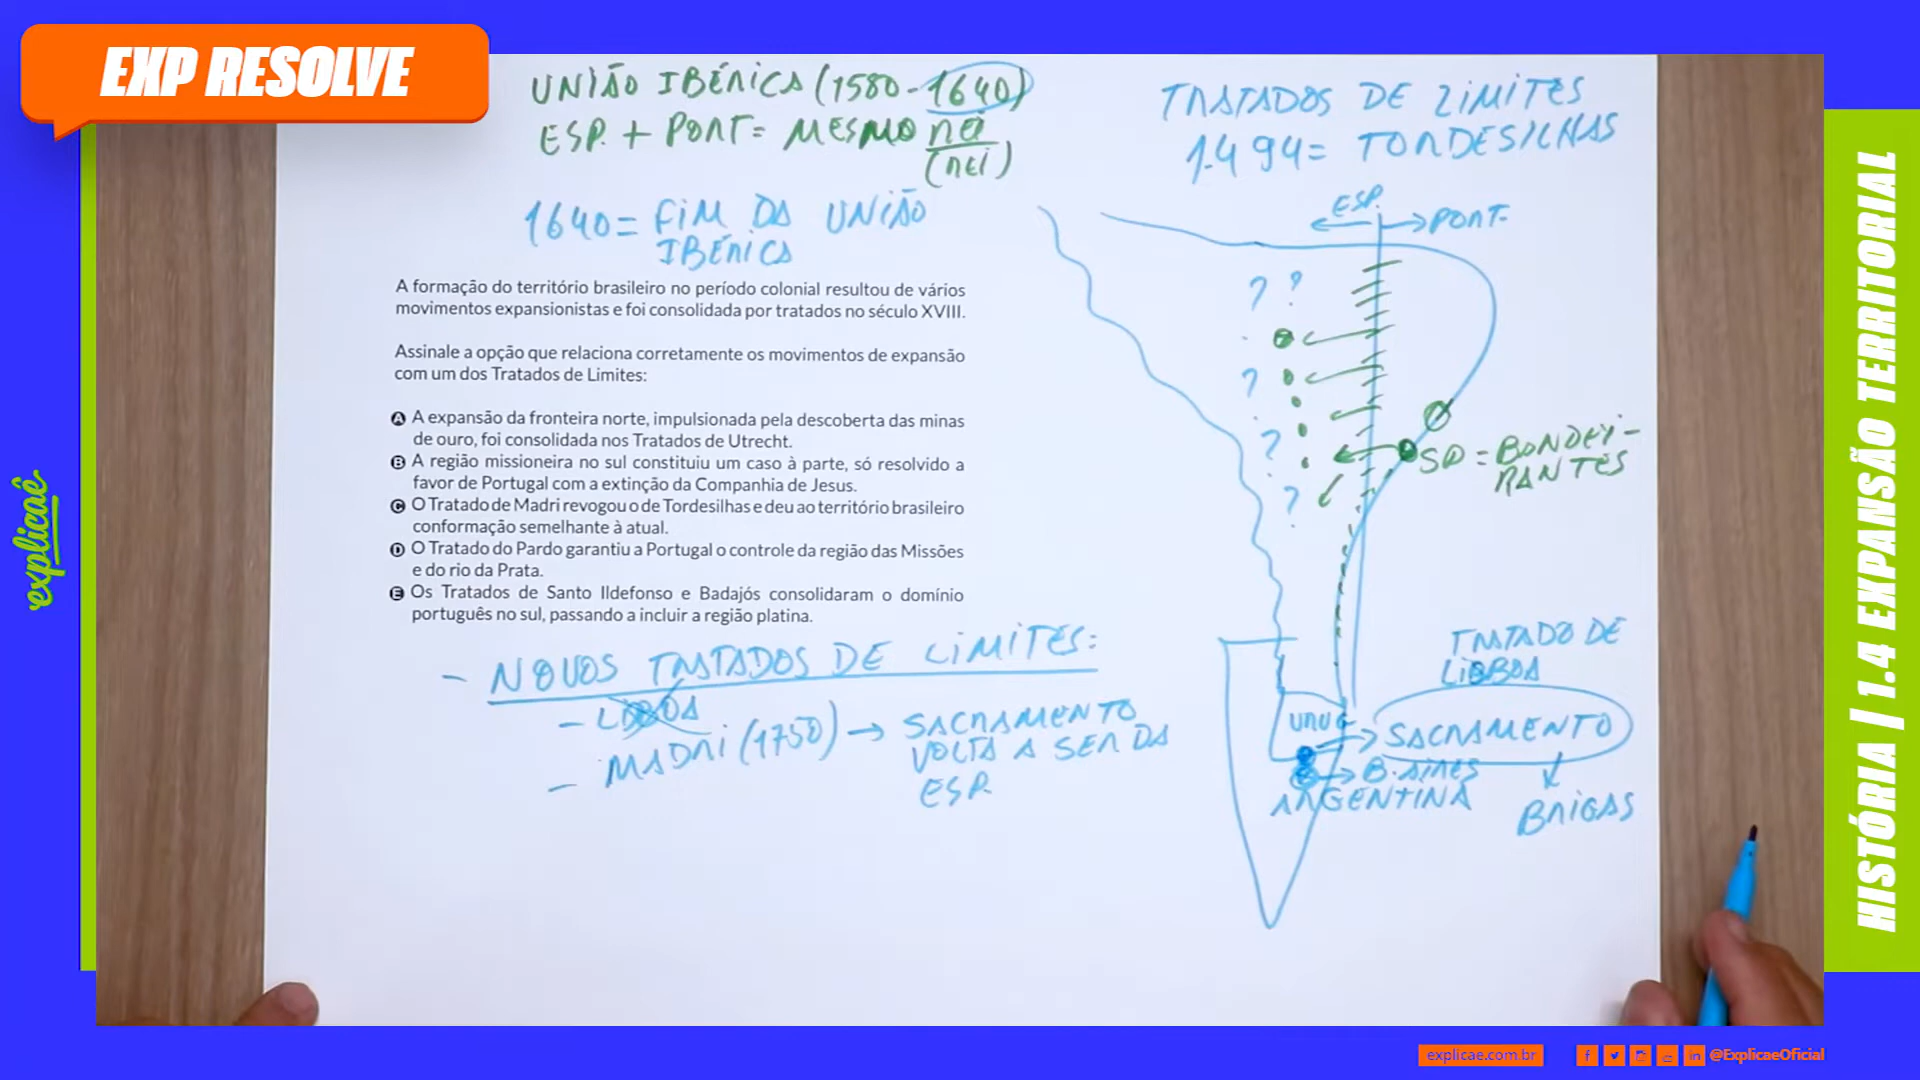 EXP RESOLVE
UNIÃO IBÉRICA (1580-1640)
ESP. + PORT = MESMO REI
(REI)
1640 = FIM DA UNIÃO
IBÉRICA
TRATADOS DE LIMITES
1.494 = TORDESILHAS
ESP.
PORT-
? ?
?
?
?
SP = BANDEI-
RANTES
A formação do território brasileiro no período colonial resultou de vários
movimentos expansionistas e foi consolidada por tratados no século XVIII.
Assinale a opção que relaciona corretamente os movimentos de expansão
com um dos Tratados de Limites:
A A expansão da fronteira norte, impulsionada pela descoberta das minas
de ouro, foi consolidada nos Tratados de Utrecht.
B A região missioneira no sul constituiu um caso à parte, só resolvido a
favor de Portugal com a extinção da Companhia de Jesus.
C O Tratado de Madri revogou o de Tordesilhas e deu ao território brasileiro
conformação semelhante à atual.
D O Tratado do Pardo garantiu a Portugal o controle da região das Missões
e do rio da Prata.
E Os Tratados de Santo Ildefonso e Badajós consolidaram o domínio
português no sul, passando a incluir a região platina.
- NOVOS TRATADOS DE LIMITES:
- MADRI (1750) → SACRAMENTO
VOLTA A SER DA
ESP.
TRATADO DE
LISBOA
URUG
SACRAMENTO
B. AIRES
ARGENTINA
BRIGAS
explicaê
HISTÓRIA | 1.4 EXPANSÃO TERRITORIAL
explicae.com.br
@ExplicaeOficial